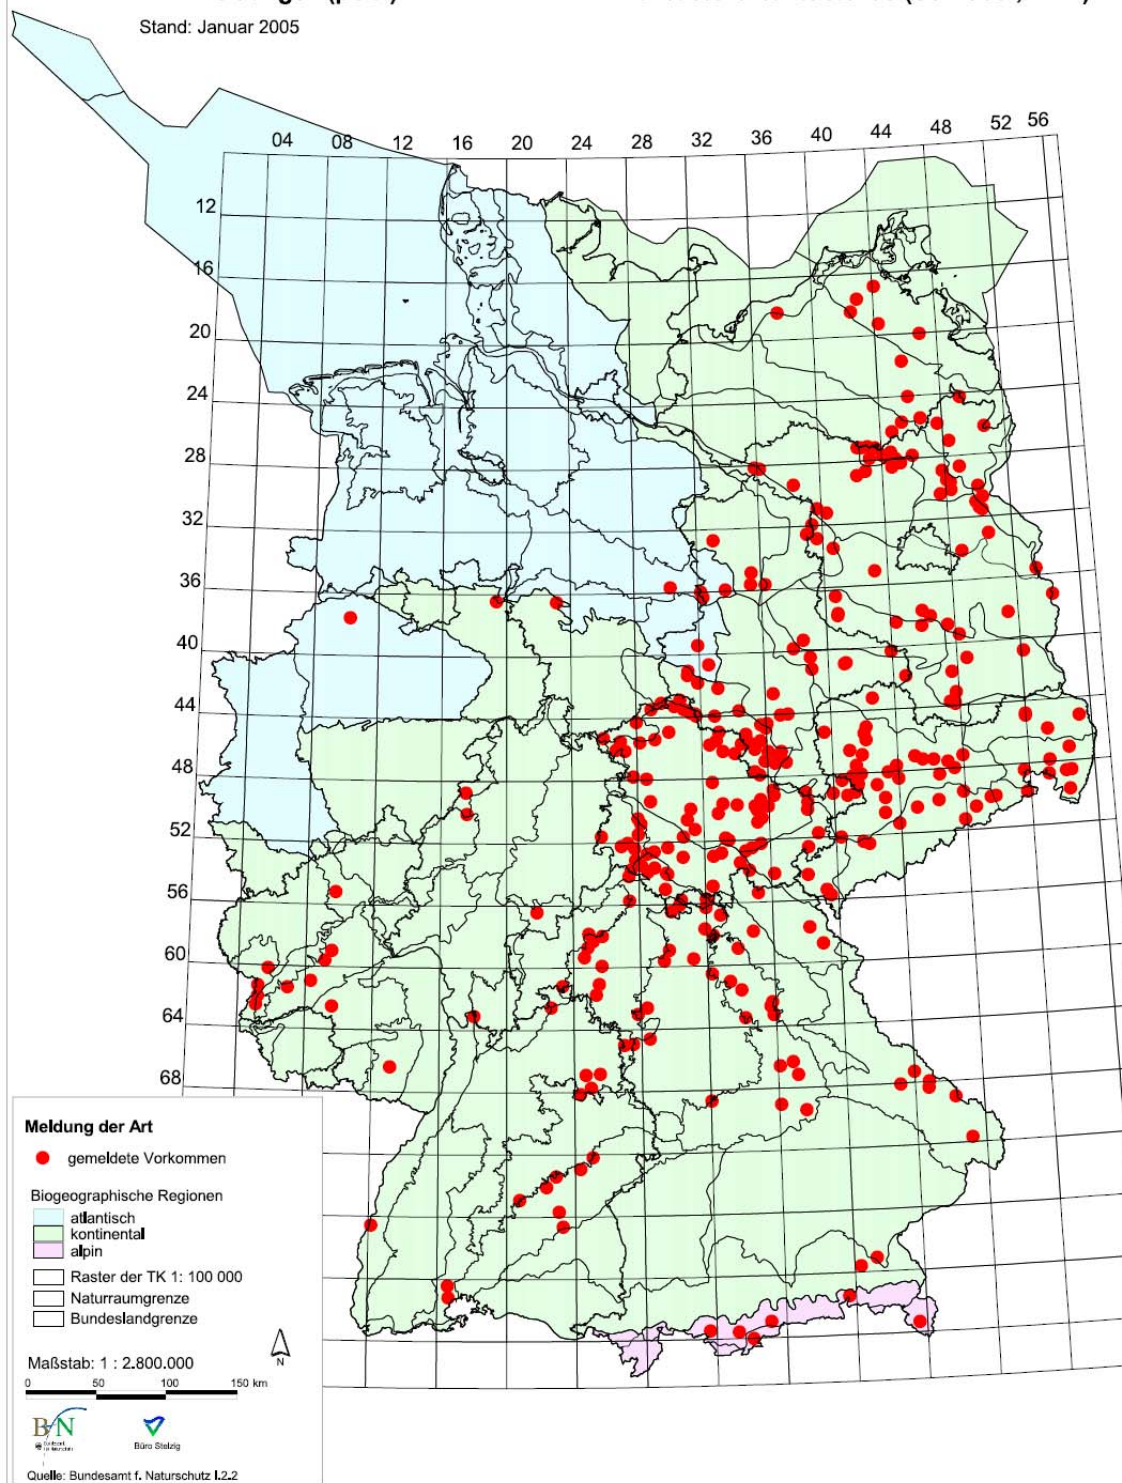 Stand: Januar 2005
04 08 12 16 20 24 28 32 36 40 44 48 52 56
12
16
20
24
28
32
36
40
44
48
52
56
60
64
68
Meldung der Art
gemeldete Vorkommen
Biogeographische Regionen
atlantisch
kontinental
alpin
Raster der TK 1: 100 000
Naturraumgrenze
Bundeslandgrenze
N
Maßstab: 1 : 2.800.000
0 50 100 150 km
BfN
Büro Stelzig
Quelle: Bundesamt f. Naturschutz I.2.2